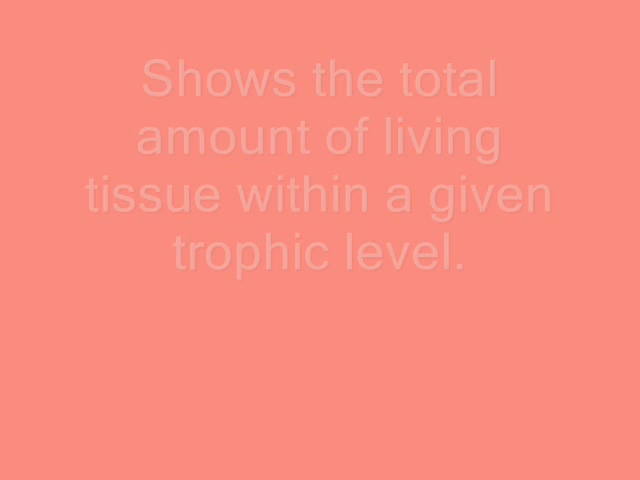 Shows the total
amount of living
tissue within a given
trophic level.